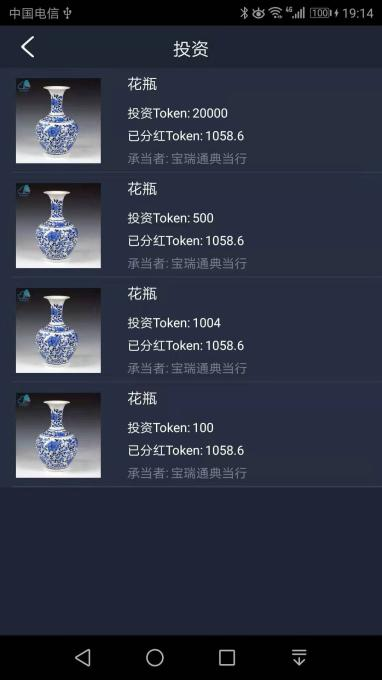 中国电信 4G 100 19:14
投资
花瓶
投资Token: 20000
已分红Token: 1058.6
承当者: 宝瑞通典当行
花瓶
投资Token: 500
已分红Token: 1058.6
承当者: 宝瑞通典当行
花瓶
投资Token: 1004
已分红Token: 1058.6
承当者: 宝瑞通典当行
花瓶
投资Token: 100
已分红Token: 1058.6
承当者: 宝瑞通典当行